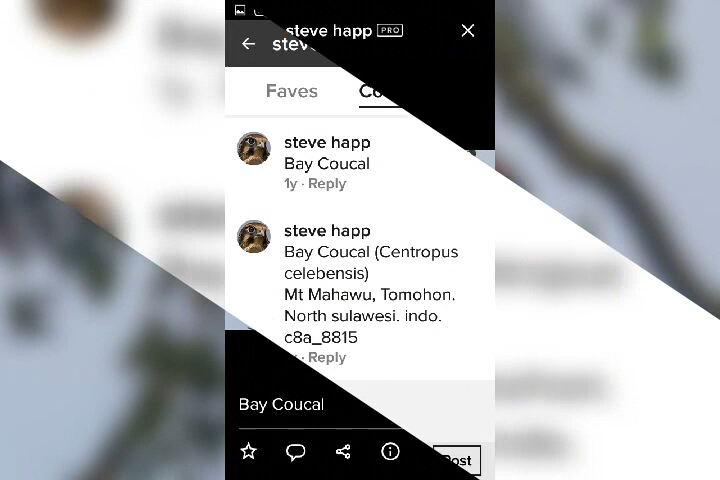 steve happ PRO
stev
Faves
steve happ
Bay Coucal
1y · Reply
steve happ
Bay Coucal (Centropus
celebensis)
Mt Mahawu, Tomohon.
North sulawesi. indo.
c8a_8815
· Reply
Bay Coucal